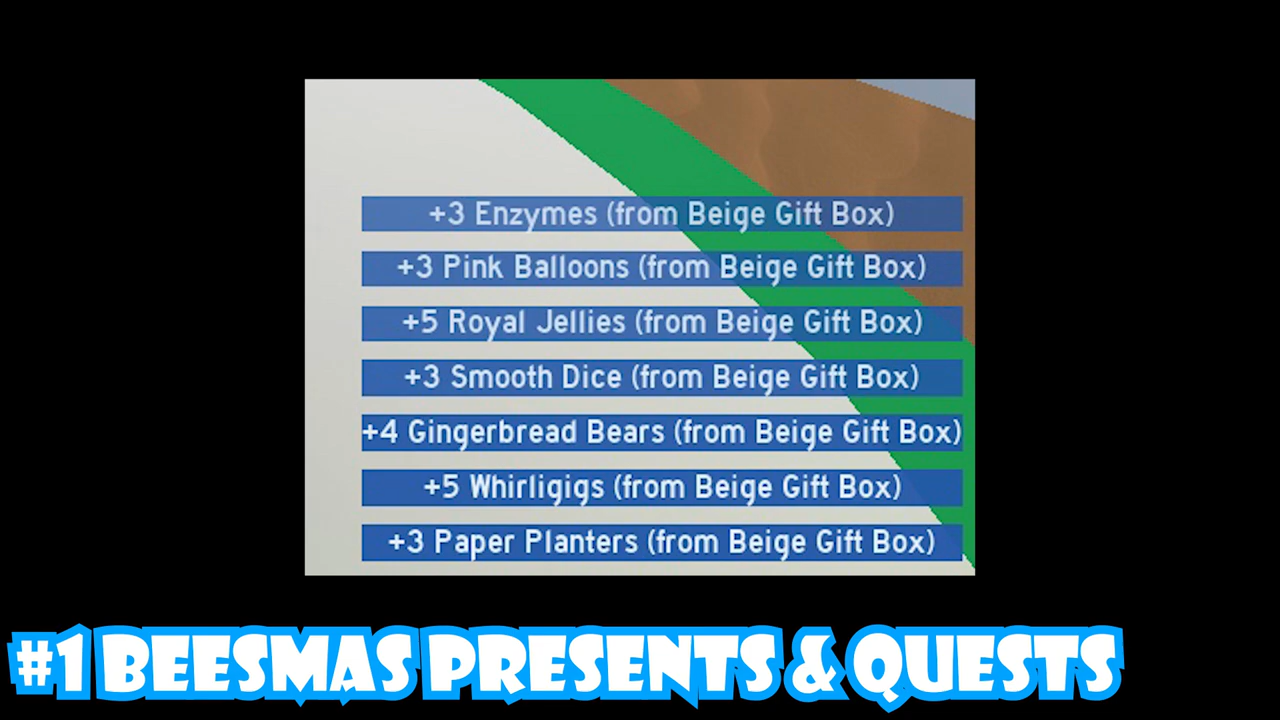 +3 Enzymes (from Beige Gift Box)
+3 Pink Balloons (from Beige Gift Box)
+5 Royal Jellies (from Beige Gift Box)
+3 Smooth Dice (from Beige Gift Box)
+4 Gingerbread Bears (from Beige Gift Box)
+5 Whirligigs (from Beige Gift Box)
+3 Paper Planters (from Beige Gift Box)
#1 BEESMAS PRESENTS & QUESTS